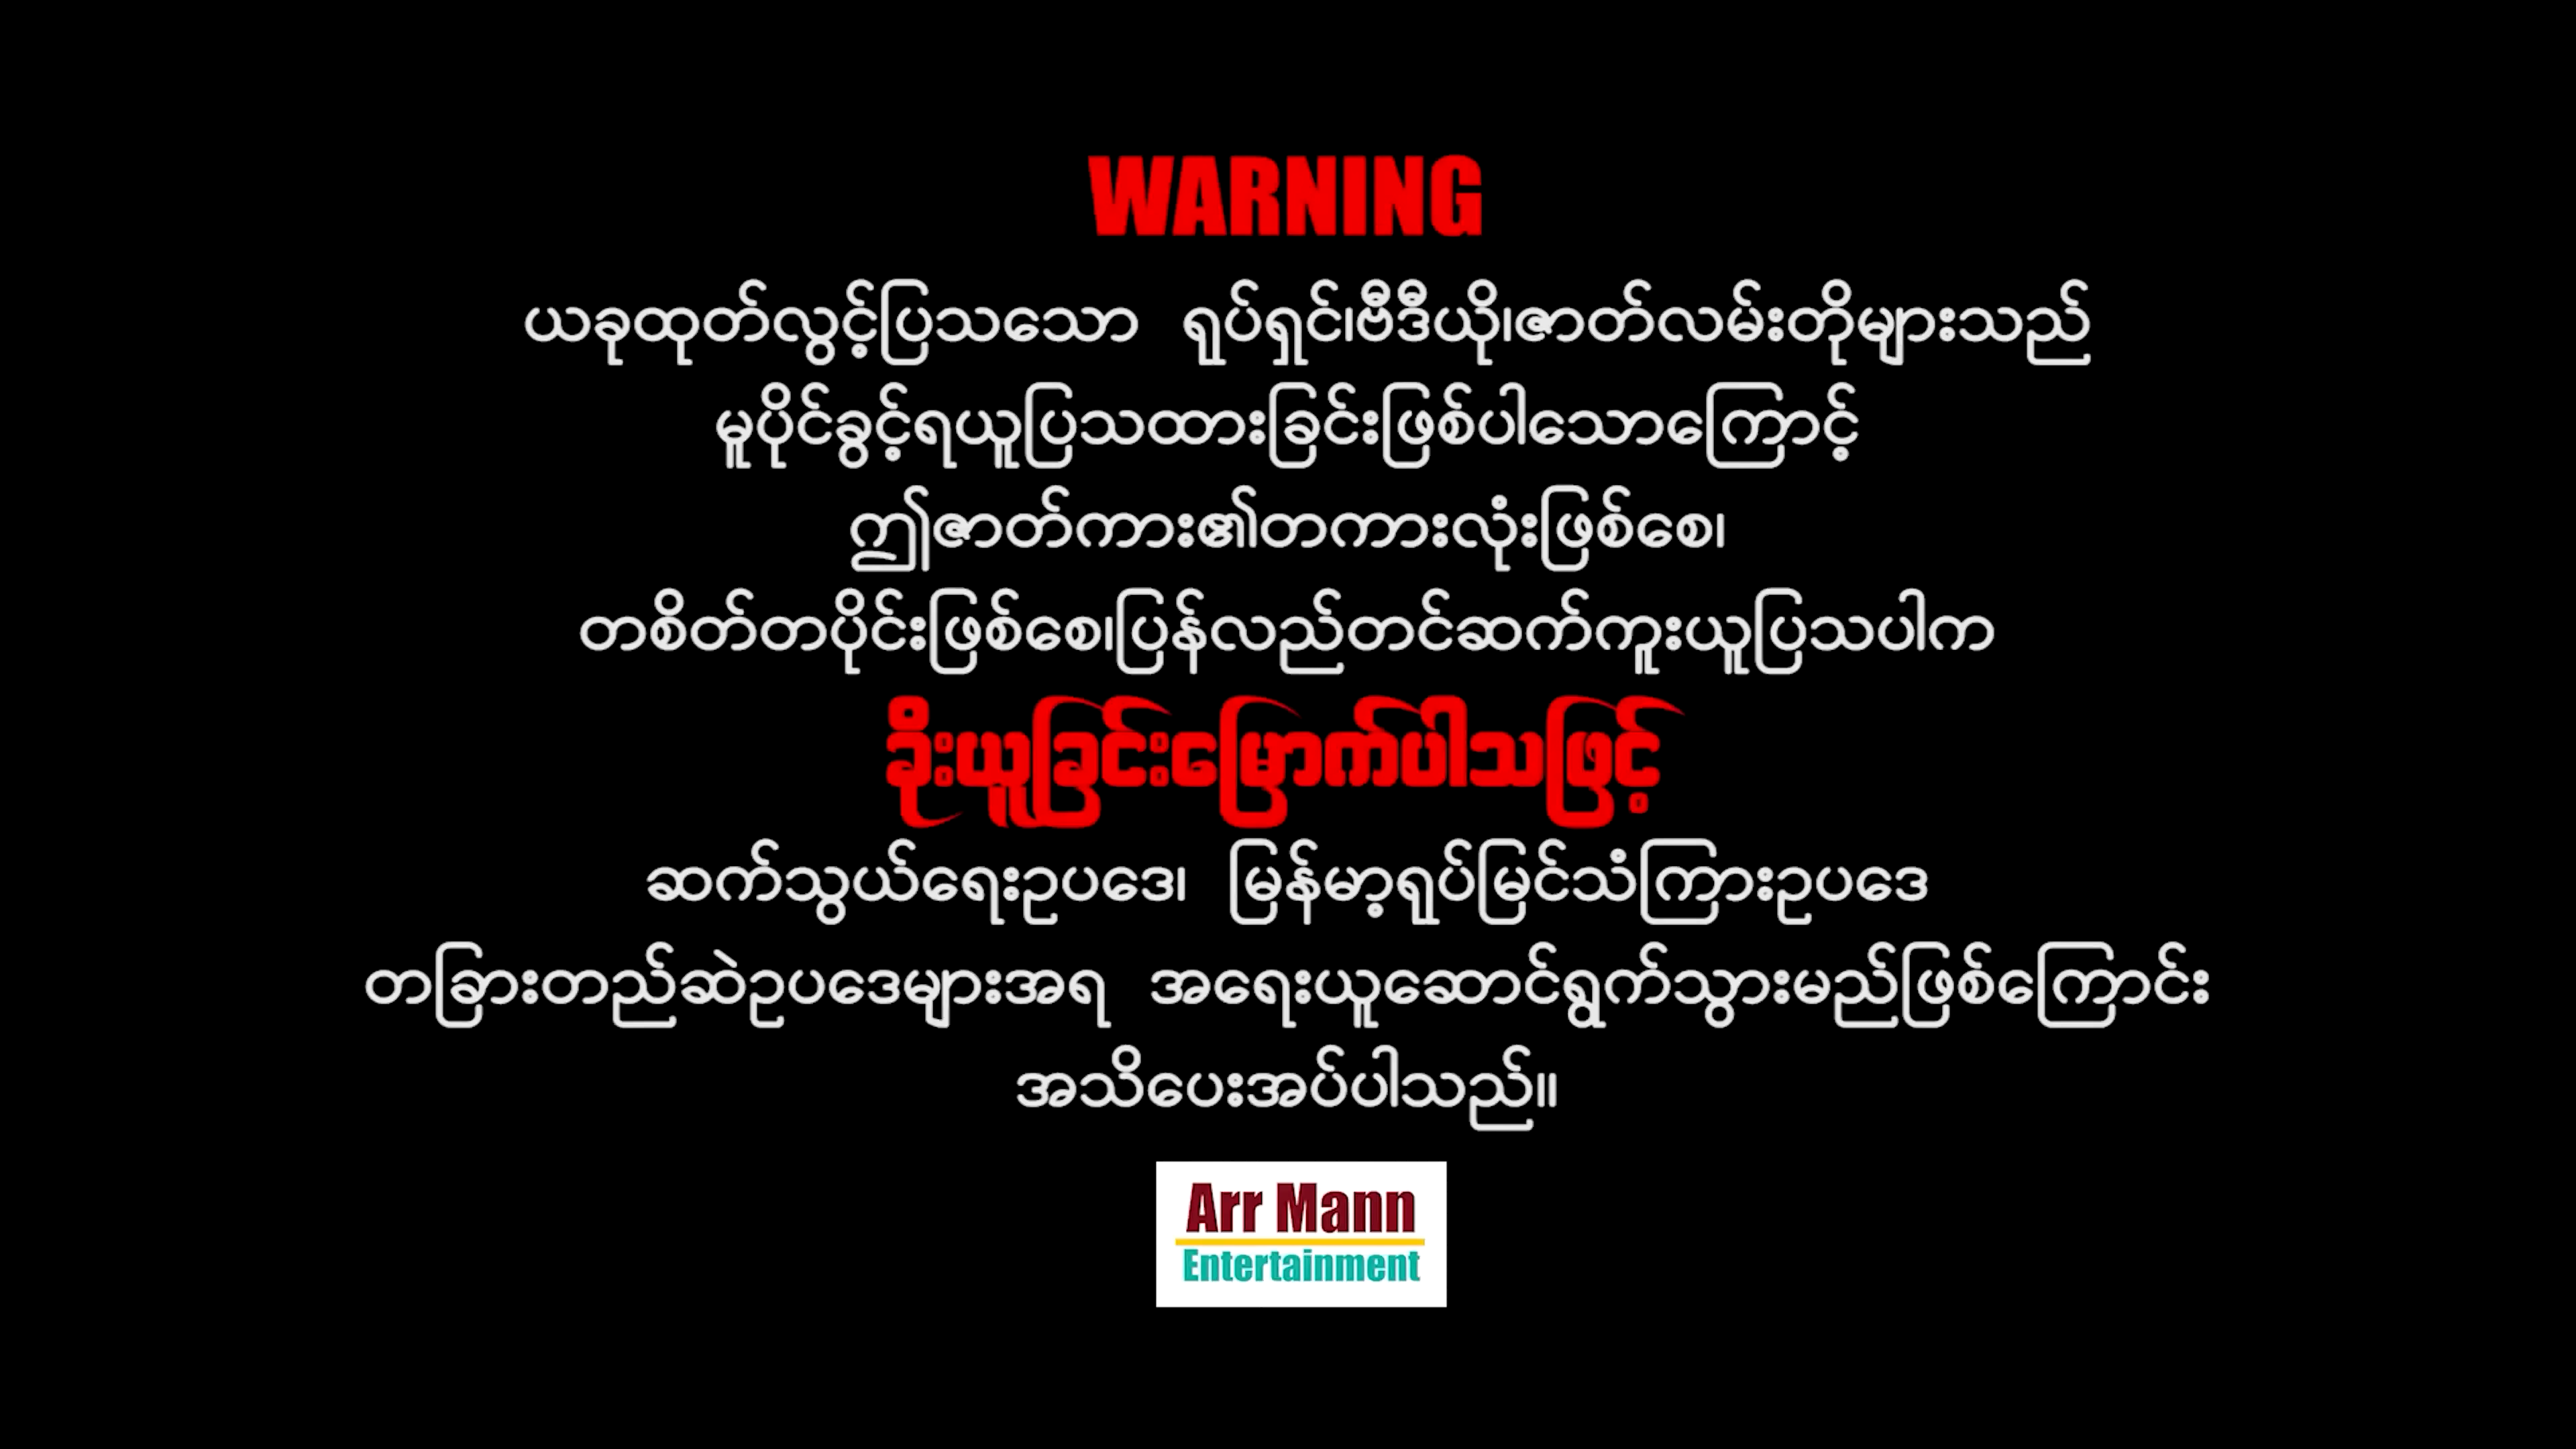 WARNING
ယခုထုတ်လွှင့်ပြသသော ရုပ်ရှင်၊ဗီဒီယို၊ဇာတ်လမ်းတိုများသည်
မူပိုင်ခွင့်ရယူပြသထားခြင်းဖြစ်ပါသောကြောင့်
ဤဇာတ်ကား၏တကားလုံးဖြစ်စေ၊
တစိတ်တပိုင်းဖြစ်စေ၊ပြန်လည်တင်ဆက်ကူးယူပြသပါက
ခိုးယူခြင်းမြောက်ပါသဖြင့်
ဆက်သွယ်ရေးဥပဒေ၊ မြန်မာ့ရုပ်မြင်သံကြားဥပဒေ
တခြားတည်ဆဲဥပဒေများအရ အရေးယူဆောင်ရွက်သွားမည်ဖြစ်ကြောင်း
အသိပေးအပ်ပါသည်။
Arr Mann
Entertainment